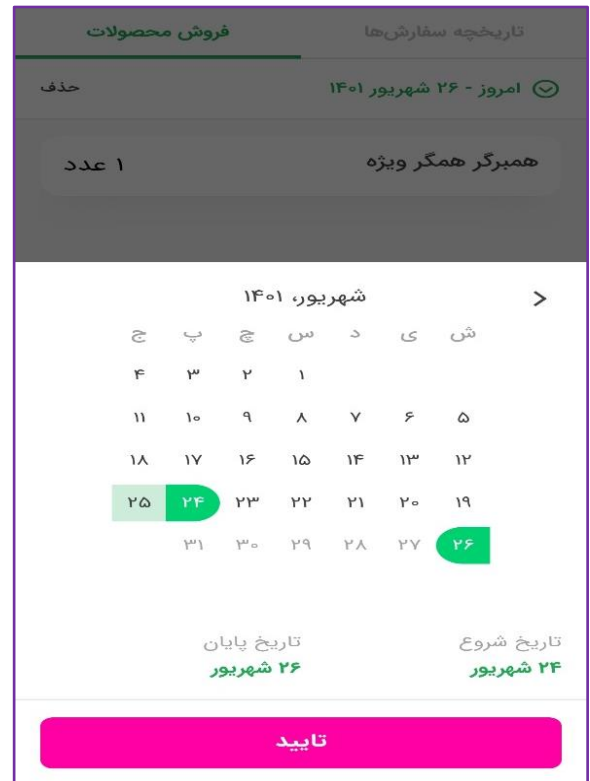 تاریخچه سفارش‌ها	فروش محصولات
امروز - ۲۶ شهریور ۱۴۰۱	حذف
همبرگر همگر ویژه	۱ عدد
شهریور، ۱۴۰۱
ش ی د س چ پ ج
۱ ۲ ۳ ۴
۵ ۶ ۷ ۸ ۹ ۱۰ ۱۱
۱۲ ۱۳ ۱۴ ۱۵ ۱۶ ۱۷ ۱۸
۱۹ ۲۰ ۲۱ ۲۲ ۲۳ ۲۴ ۲۵
۲۶ ۲۷ ۲۸ ۲۹ ۳۰ ۳۱
تاریخ شروع	تاریخ پایان
۲۴ شهریور	۲۶ شهریور
تایید